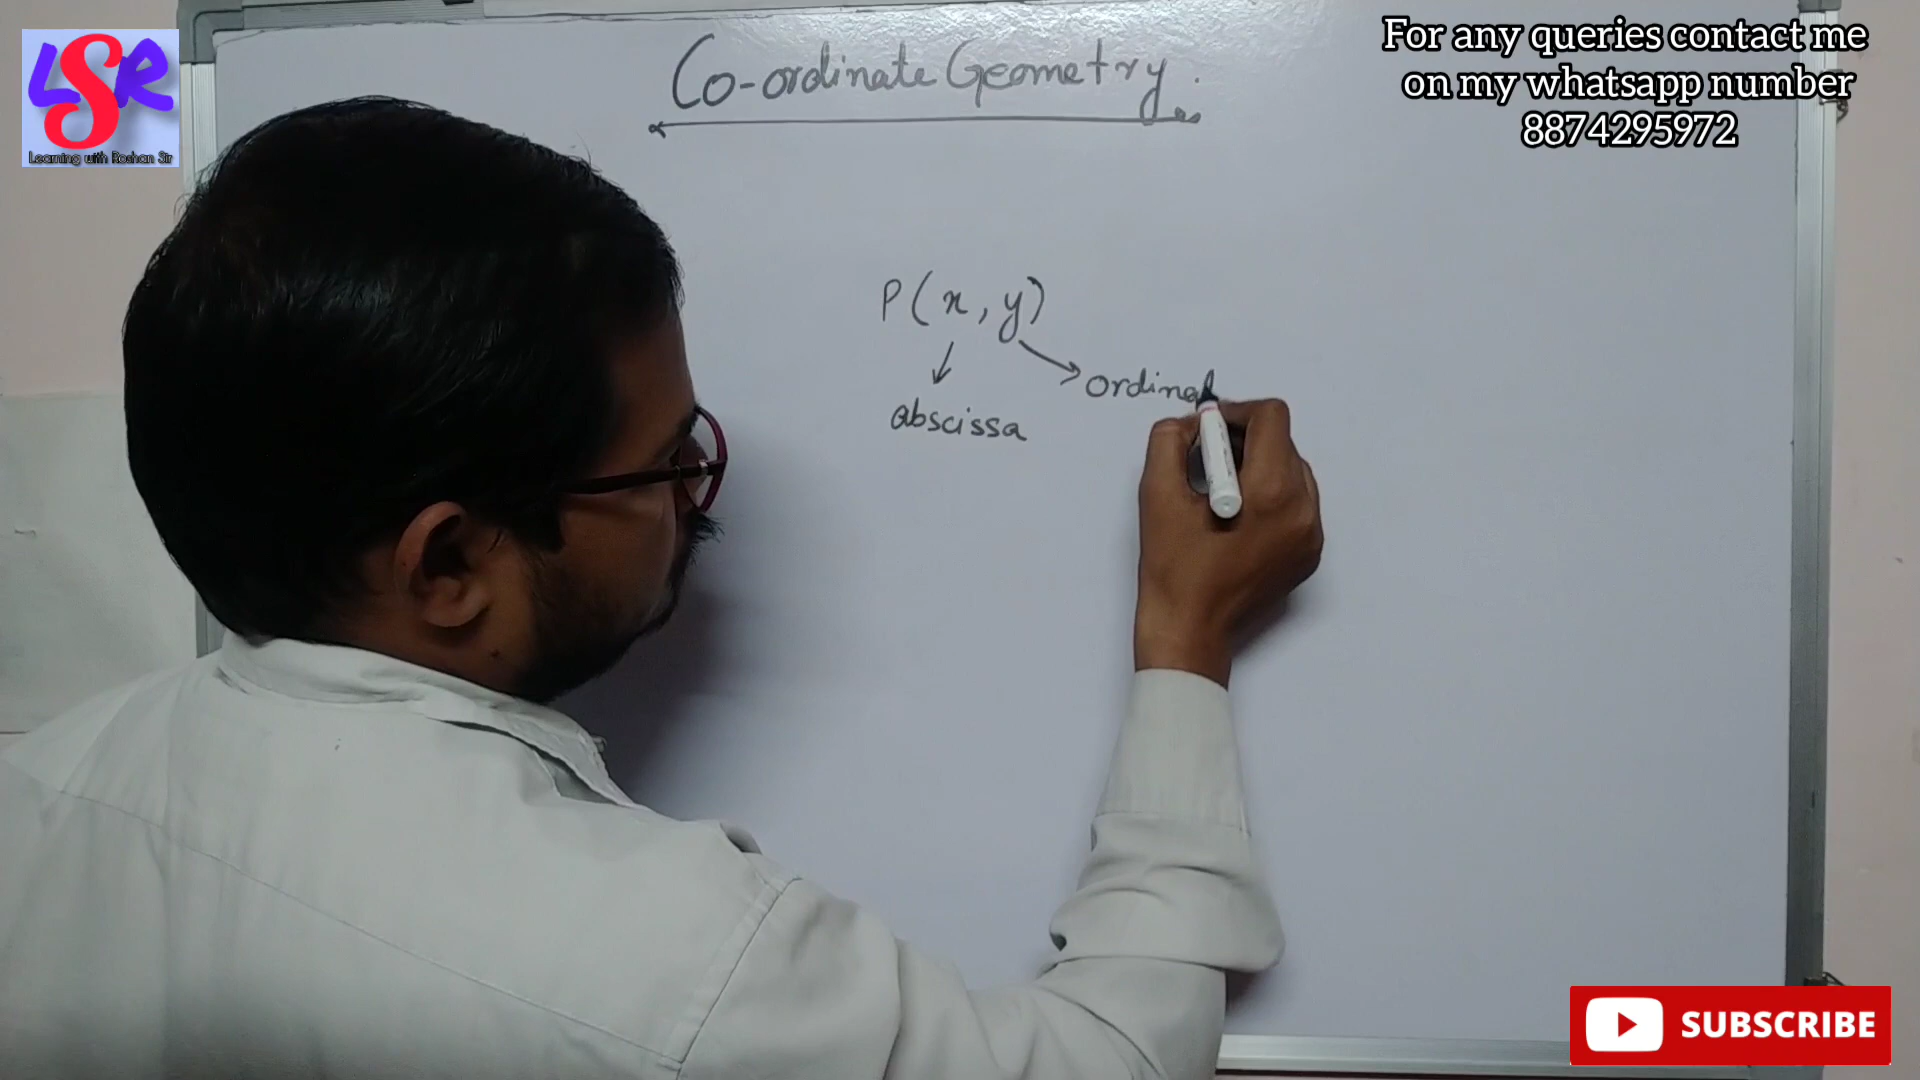 LSR
Learning with Roshan Sir
Co-ordinate Geometry.
For any queries contact me
on my whatsapp number
8874295972
P(x, y)
ordinat
abscissa
SUBSCRIBE